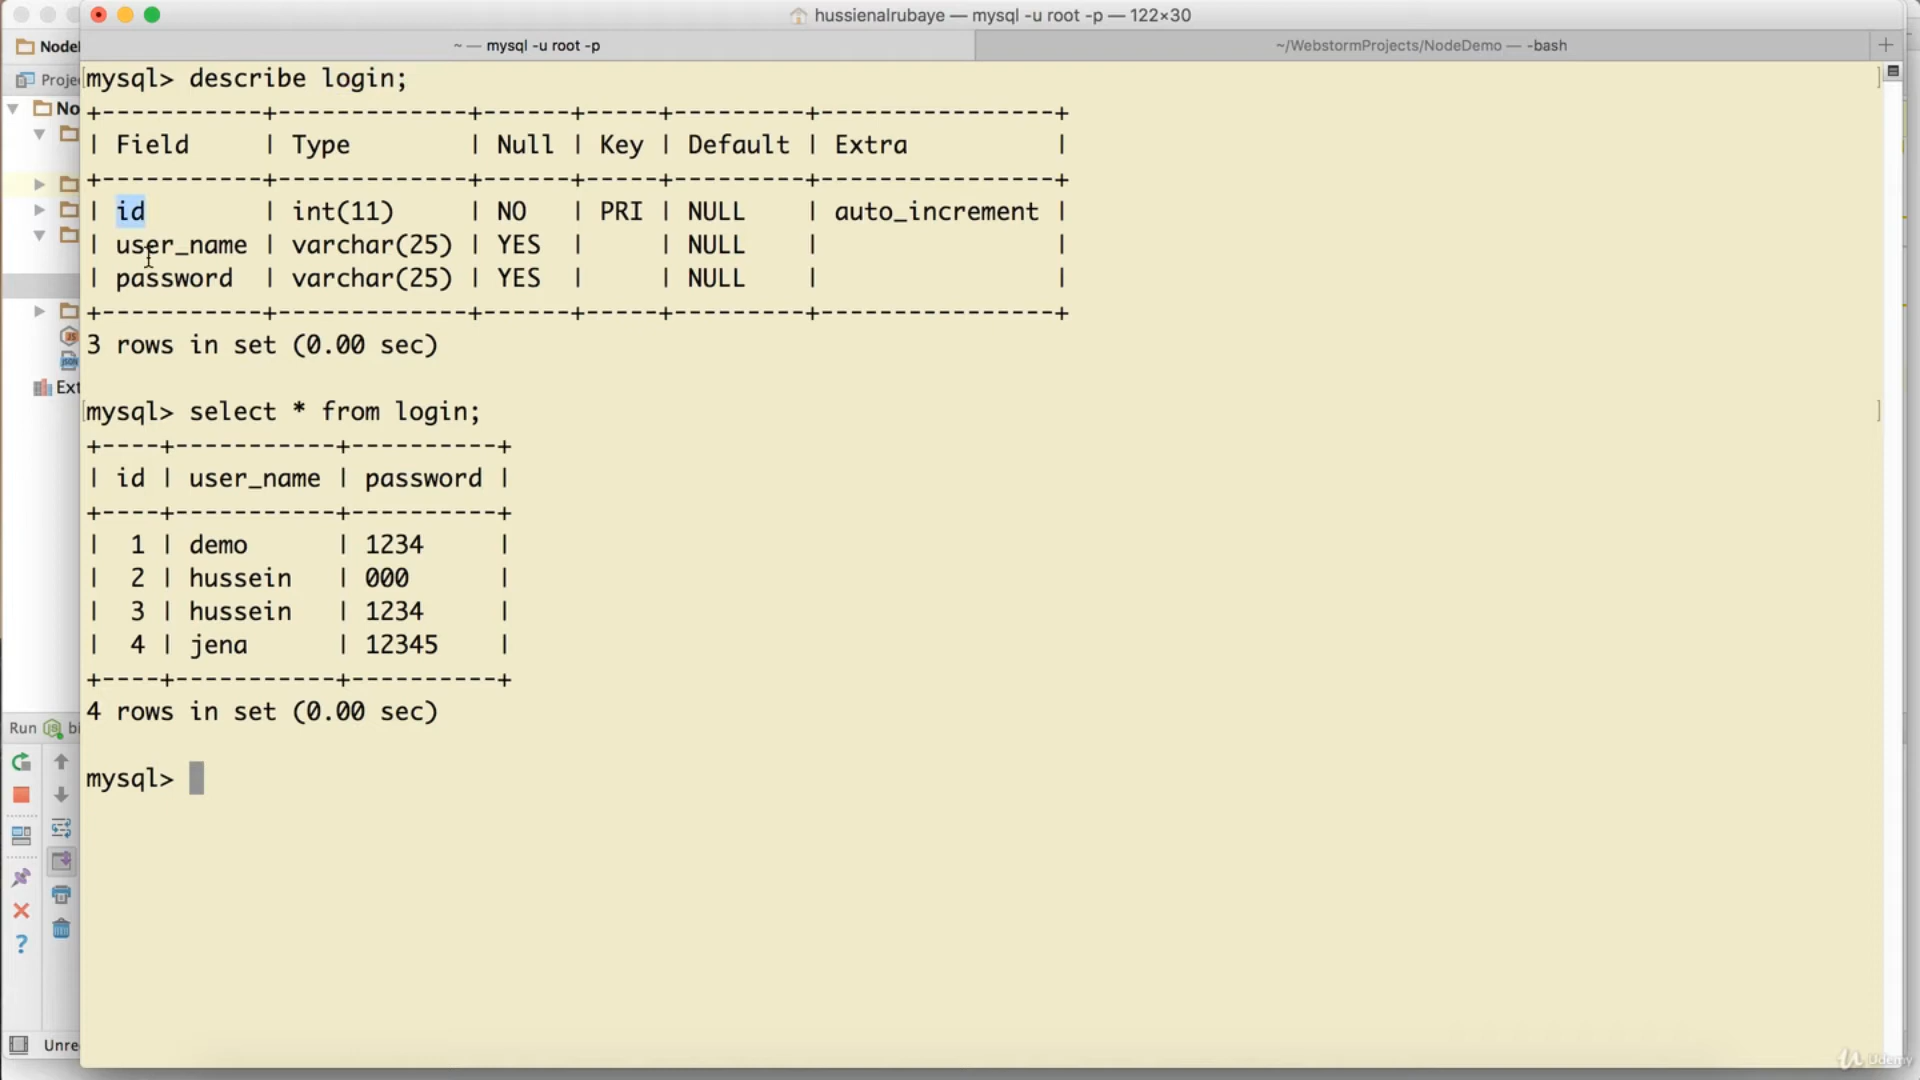 hussienalrubaye — mysql -u root -p — 122×30
~ — mysql -u root -p
~/WebstormProjects/NodeDemo — -bash
mysql> describe login;
+-----------+-------------+------+-----+---------+----------------+
| Field     | Type        | Null | Key | Default | Extra          |
+-----------+-------------+------+-----+---------+----------------+
| id        | int(11)     | NO   | PRI | NULL    | auto_increment |
| user_name | varchar(25) | YES  |     | NULL    |                |
| password  | varchar(25) | YES  |     | NULL    |                |
+-----------+-------------+------+-----+---------+----------------+
3 rows in set (0.00 sec)
mysql> select * from login;
+----+-----------+----------+
| id | user_name | password |
+----+-----------+----------+
|  1 | demo      | 1234     |
|  2 | hussein   | 000      |
|  3 | hussein   | 1234     |
|  4 | jena      | 12345    |
+----+-----------+----------+
4 rows in set (0.00 sec)
mysql>
Run
Udemy